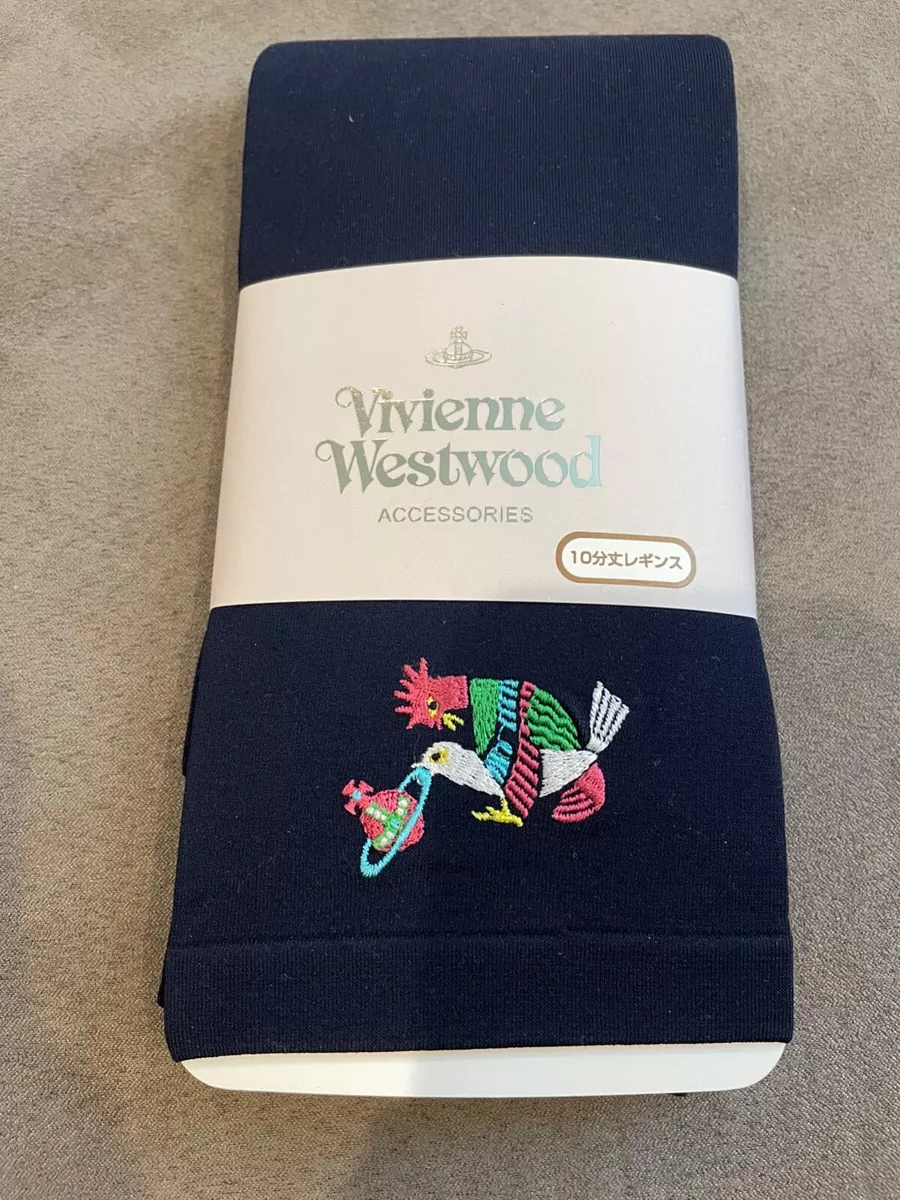 Vivienne
Westwood
ACCESSORIES
10分丈レギンス